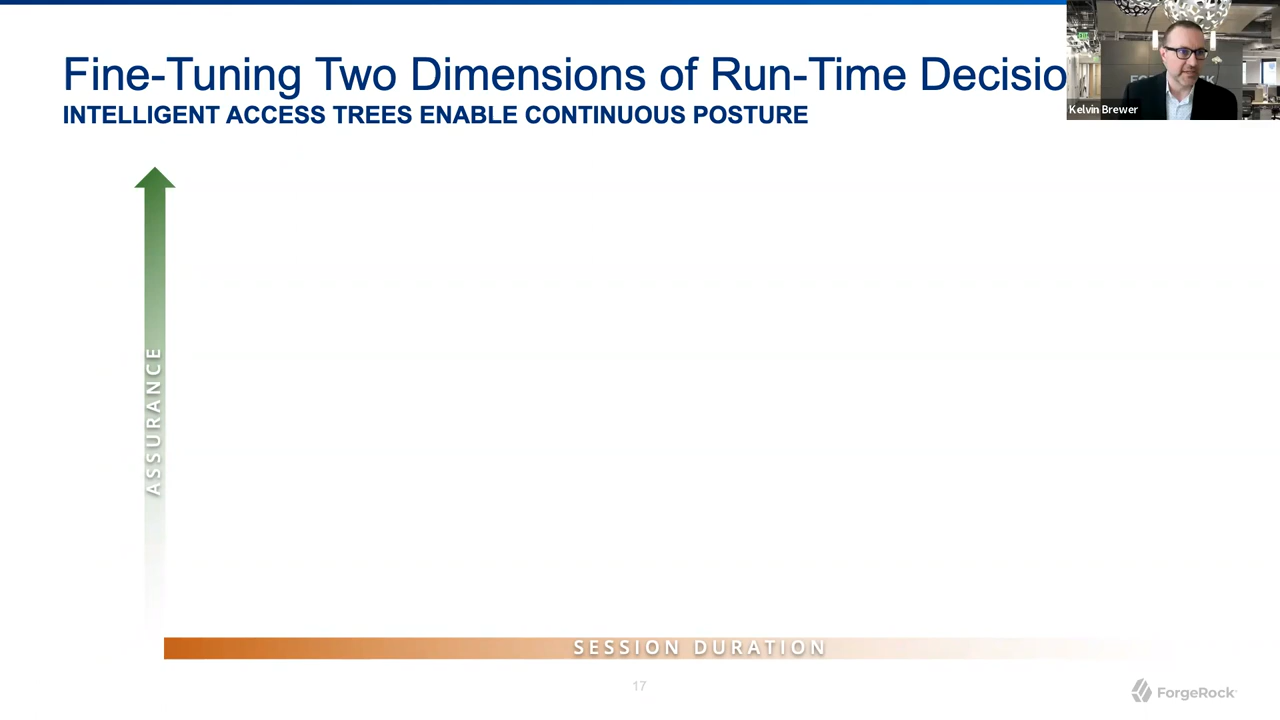 Fine-Tuning Two Dimensions of Run-Time Decisio
INTELLIGENT ACCESS TREES ENABLE CONTINUOUS POSTURE
Kelvin Brewer
ASSURANCE
SESSION DURATION
17
ForgeRock